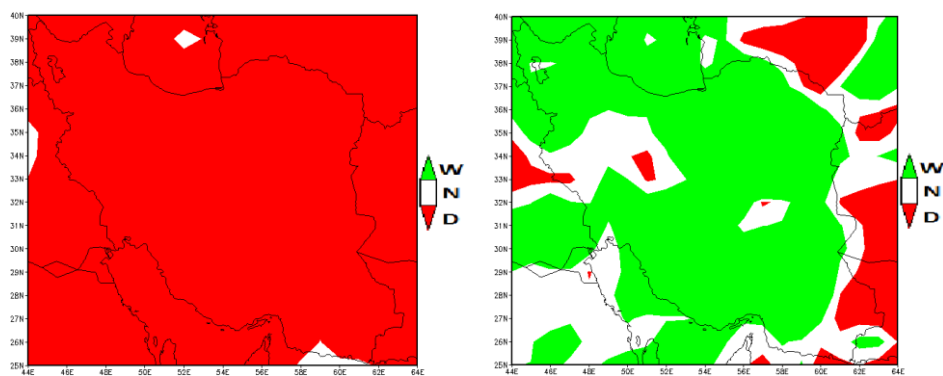 40N
39N
38N
37N
36N
35N
34N
33N
32N
31N
30N
29N
28N
27N
26N
25N
44E 46E 48E 50E 52E 54E 56E 58E 60E 62E 64E
W
N
D
40N
39N
38N
37N
36N
35N
34N
33N
32N
31N
30N
29N
28N
27N
26N
25N
44E 46E 48E 50E 52E 54E 56E 58E 60E 62E 64E
W
N
D